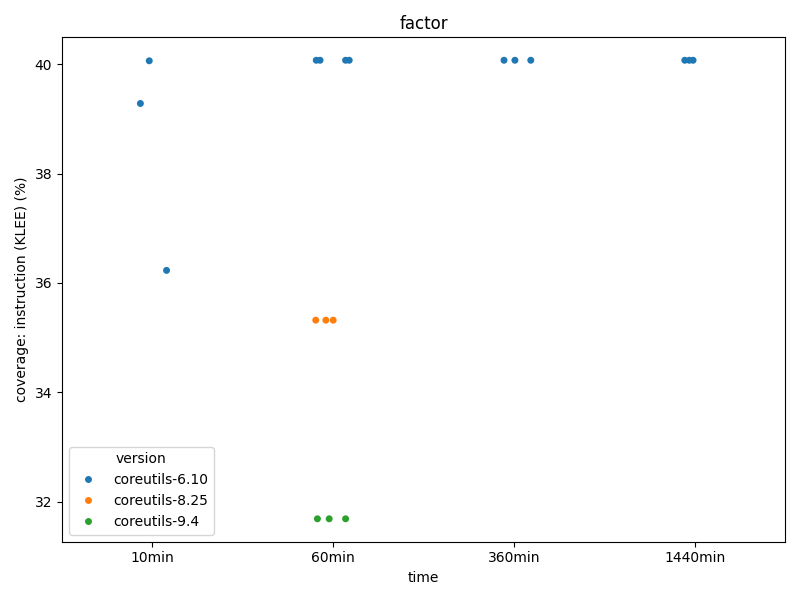 factor
coverage: instruction (KLEE) (%)
40
38
36
34
32
version
coreutils-6.10
coreutils-8.25
coreutils-9.4
10min
60min
360min
1440min
time